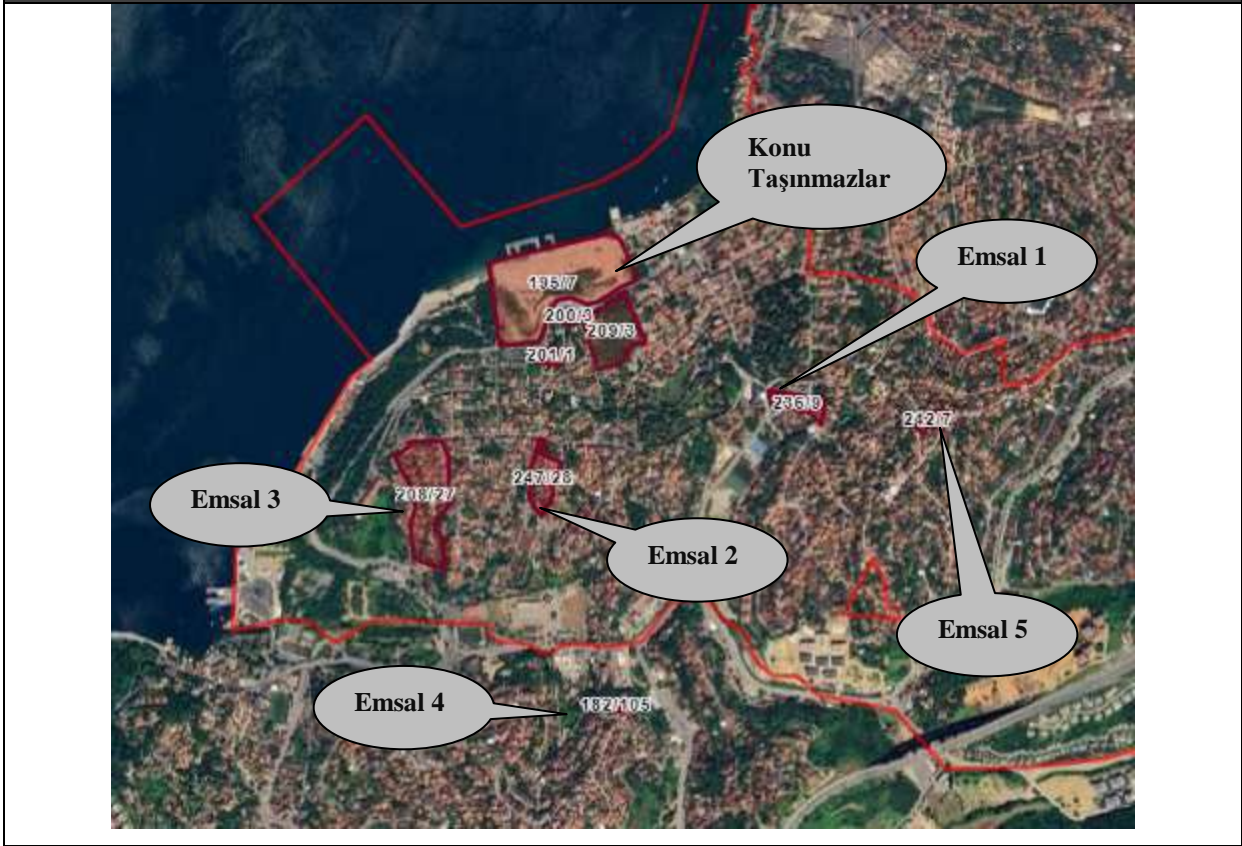 Konu
Taşınmazlar
Emsal 1
195/7
200/3
209/3
201/1
236/9
242/7
208/27
247/28
Emsal 3
Emsal 2
Emsal 5
Emsal 4
182/105